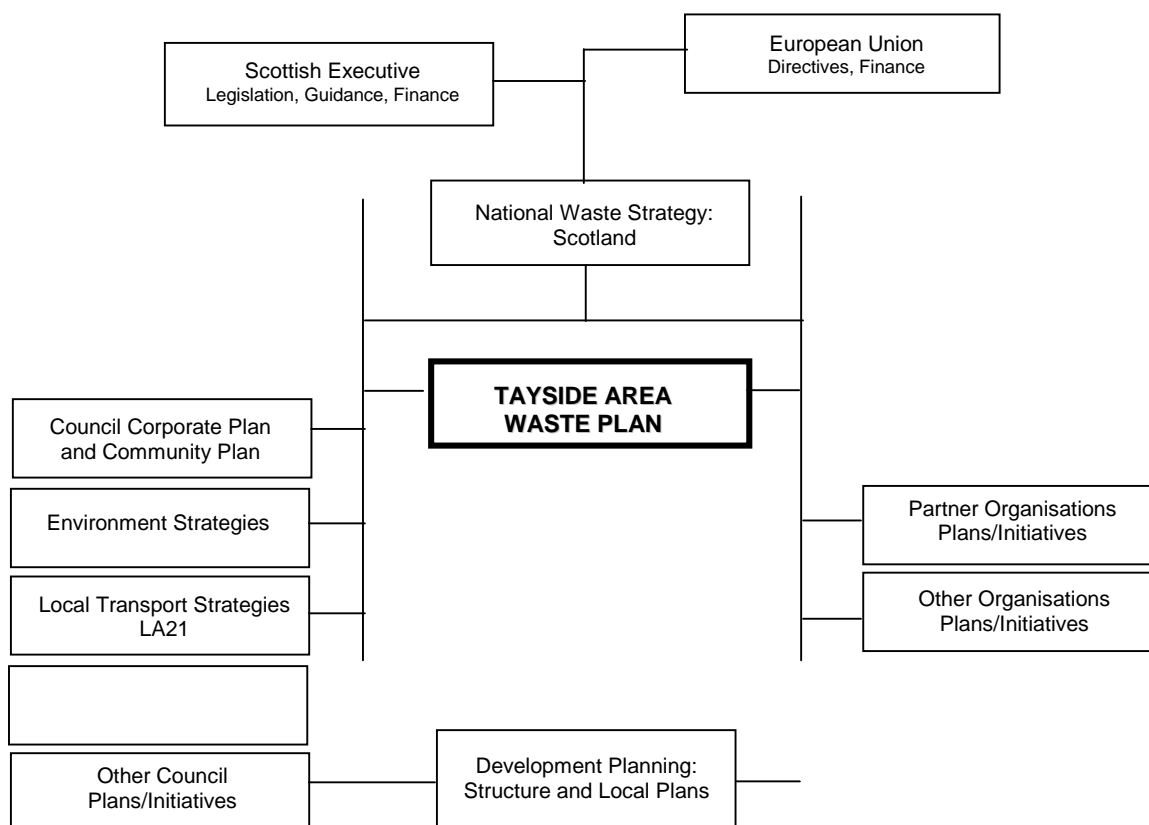 European Union
Directives, Finance
Scottish Executive
Legislation, Guidance, Finance
National Waste Strategy:
Scotland
TAYSIDE AREA
WASTE PLAN
Council Corporate Plan
and Community Plan
Environment Strategies
Local Transport Strategies
LA21
Partner Organisations
Plans/Initiatives
Other Organisations
Plans/Initiatives
Other Council
Plans/Initiatives
Development Planning:
Structure and Local Plans